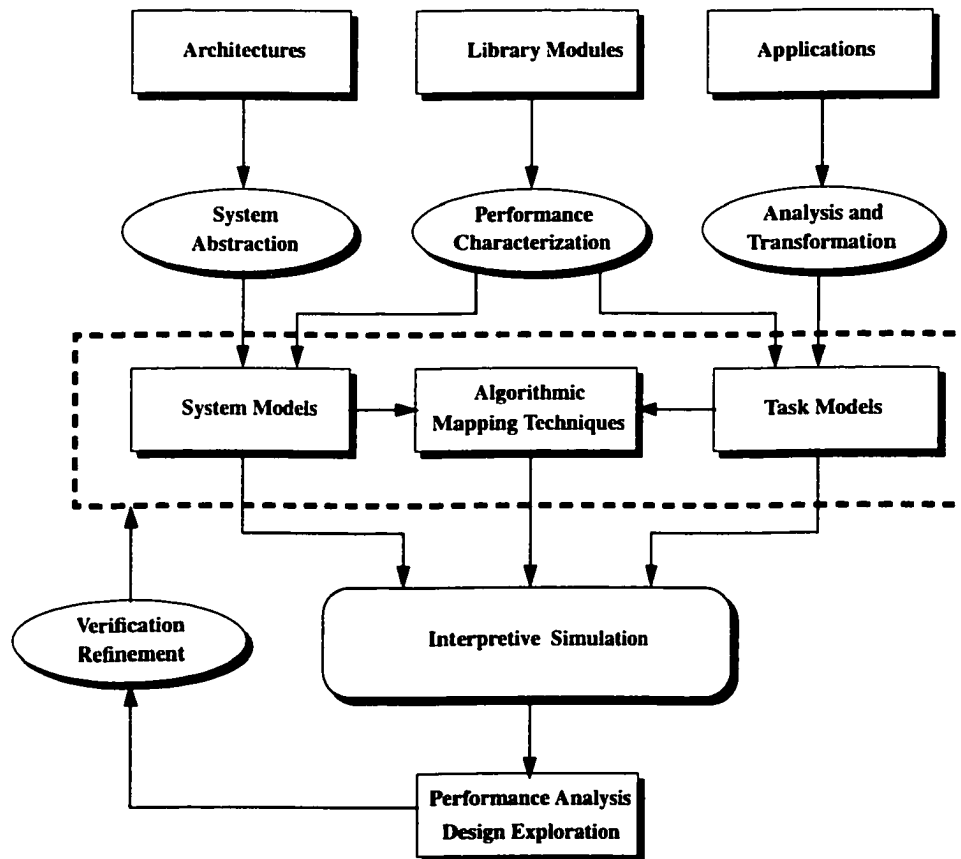 Architectures
Library Modules
Applications
System
Abstraction
Performance
Characterization
Analysis and
Transformation
System Models
Algorithmic
Mapping Techniques
Task Models
Verification
Refinement
Interpretive Simulation
Performance Analysis
Design Exploration